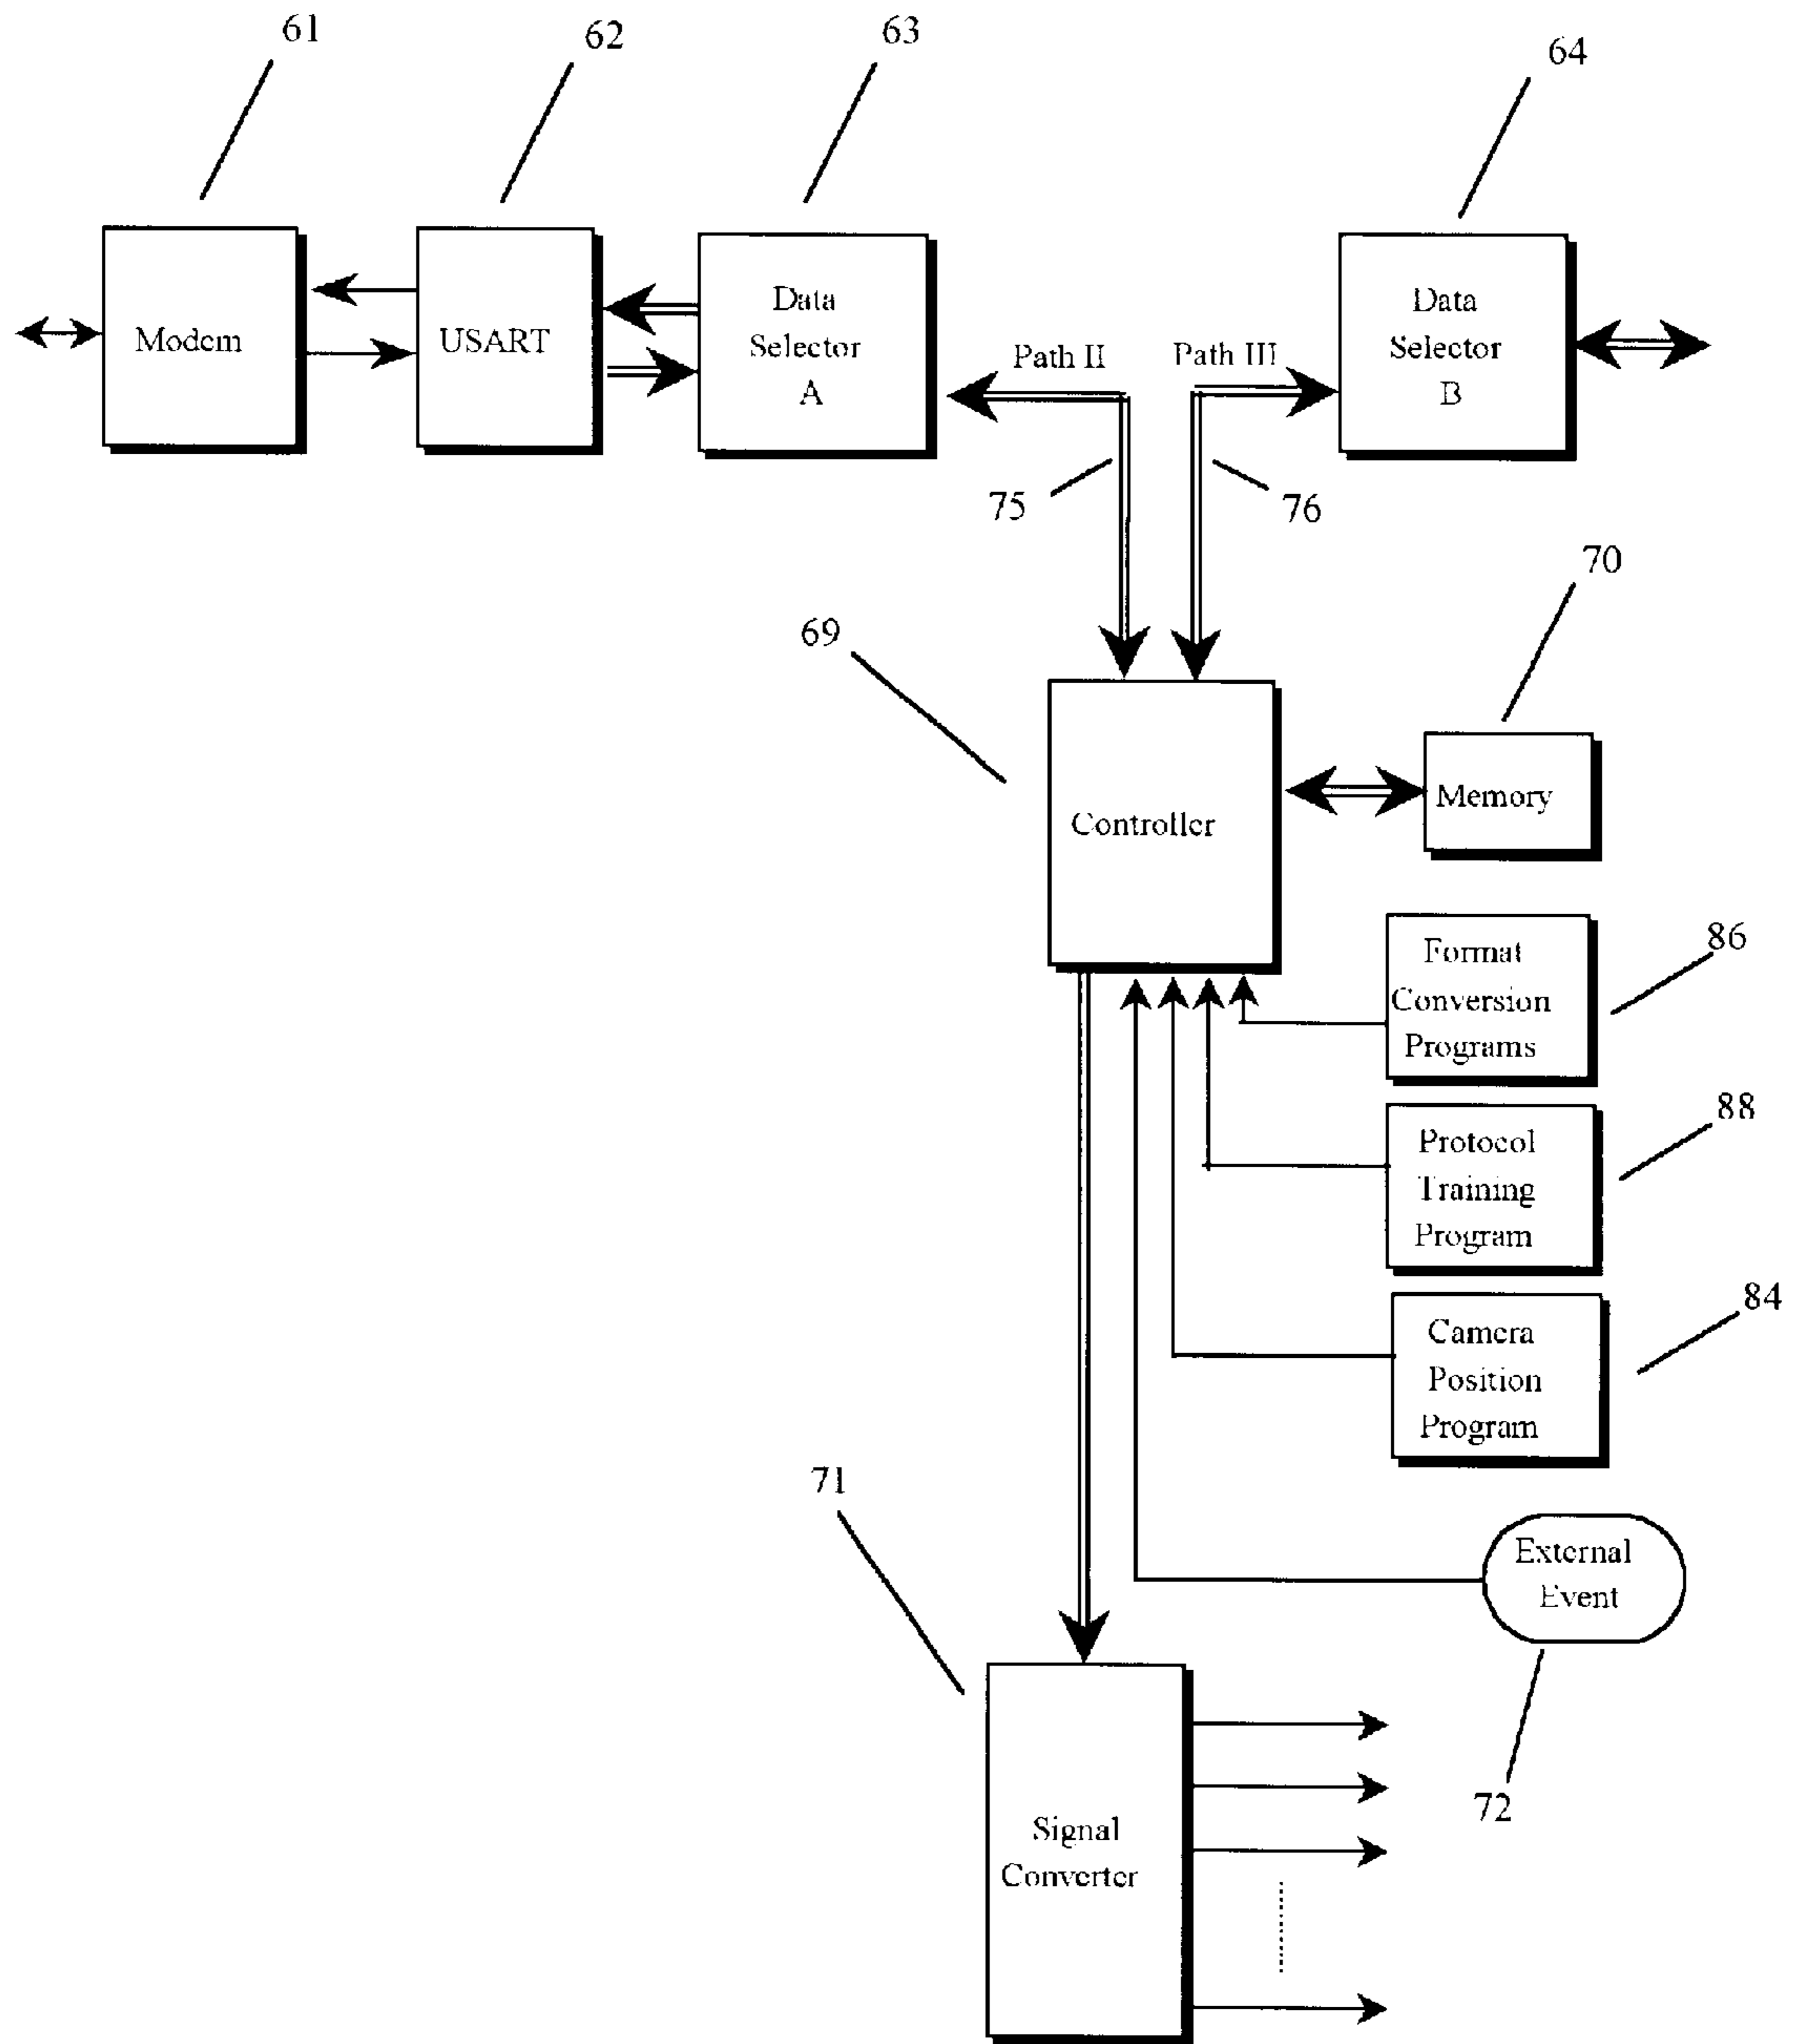 61
62
63
64
Modem
USART
Data
Selector
A
Path II
Path III
Data
Selector
B
75
76
70
69
Controller
Memory
Format
Conversion
Programs
86
Protocol
Training
Program
88
Camera
Position
Program
84
71
External
Event
72
Signal
Converter